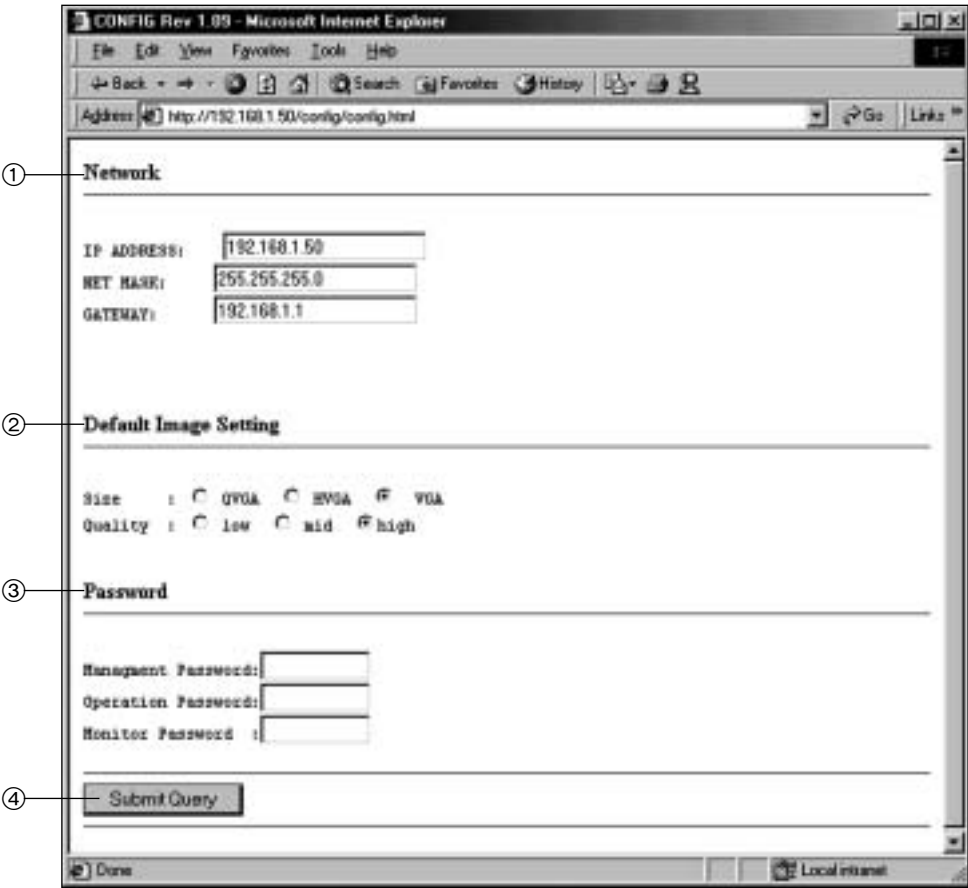 CONFIG Rev 1.09 - Microsoft Internet Explorer
File Edit View Favorites Tools Help
Back Search Favorites History
Address http://192.168.1.50/config/config.html Go Links »
① Network
IP ADDRESS: 192.168.1.50
NET MASK: 255.255.255.0
GATEWAY: 192.168.1.1
② Default Image Setting
Size : QVGA HVGA VGA
Quality : low mid high
③ Password
Managment Password:
Operation Password:
Monitor Password :
④ Submit Query
Done Local intranet